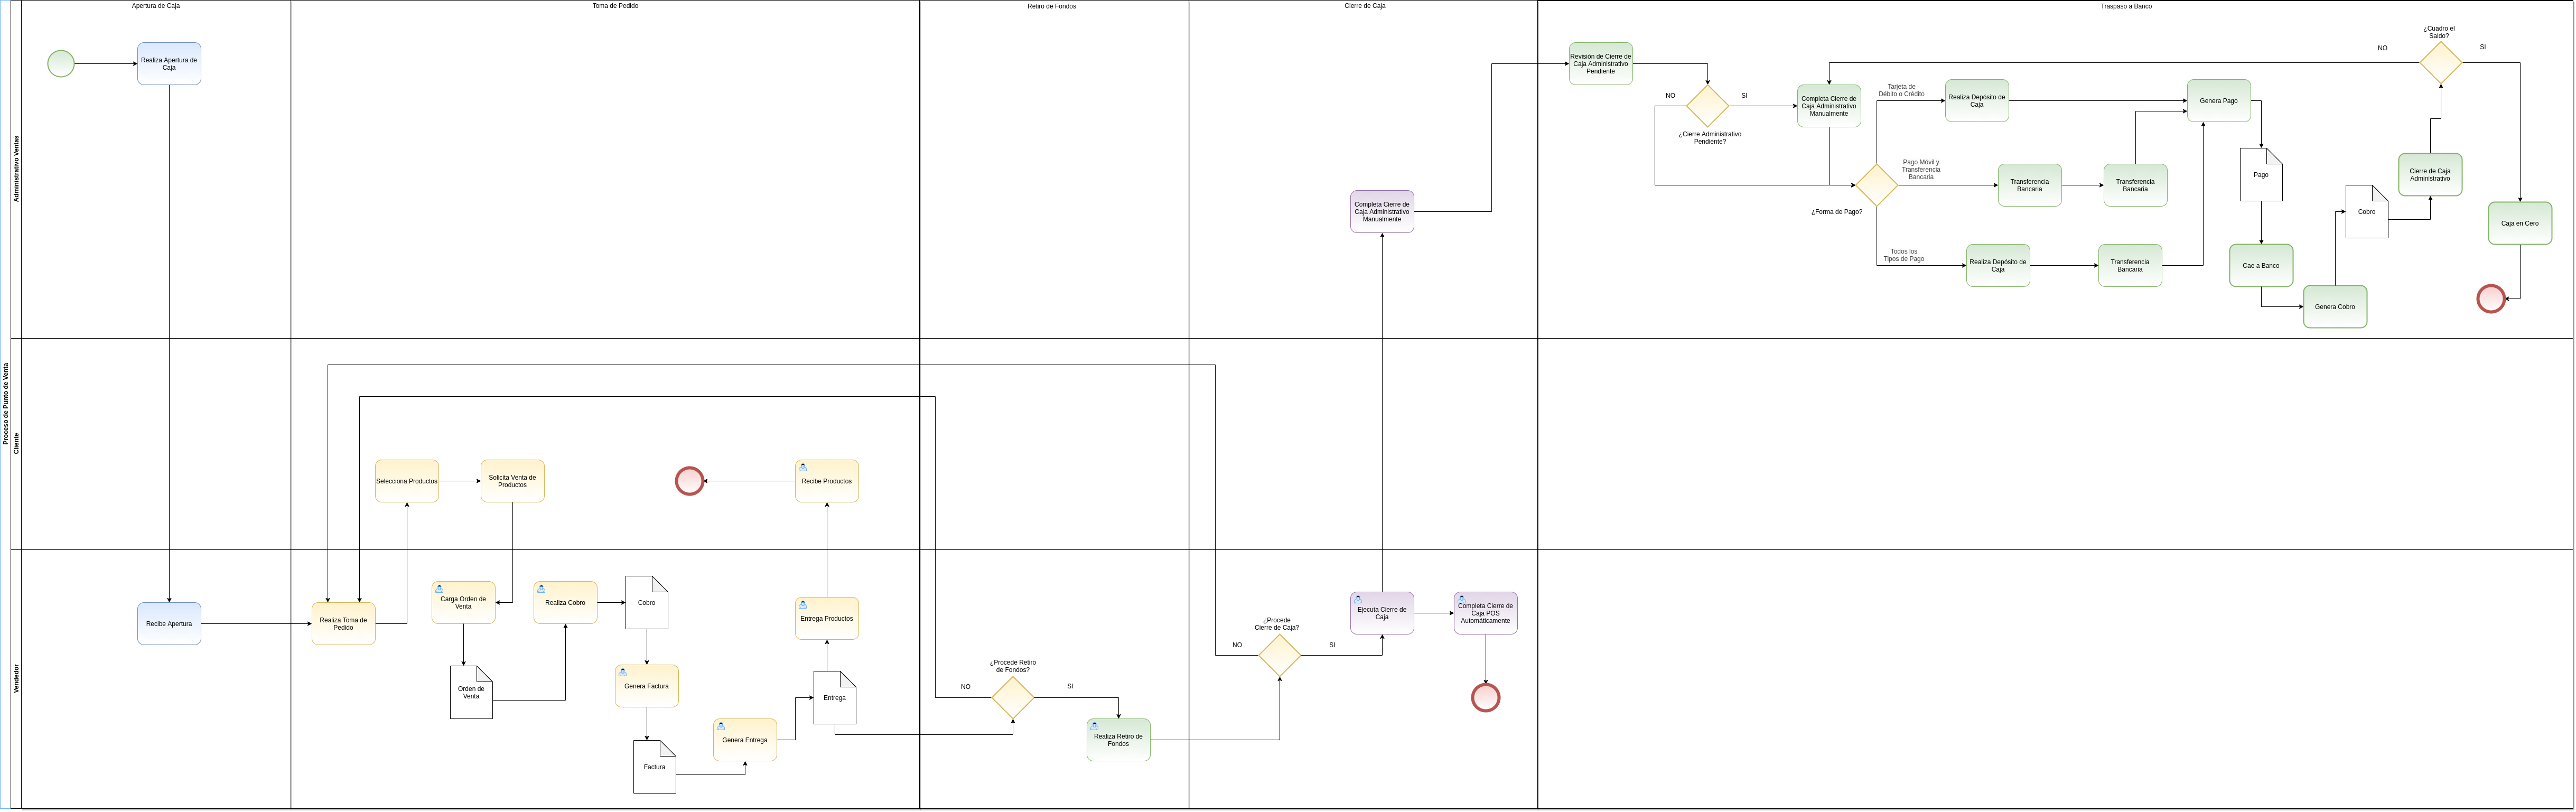 Apertura de Caja
Toma de Pedido
Retiro de Fondos
Cierre de Caja
Traspaso a Banco
Proceso de Punto de Venta
Administrativo Ventas
Realiza Apertura de
Caja
Completa Cierre de
Caja Administrativo
Manualmente
Revisión de Cierre de
Caja Administrativo
Pendiente
NO
SI
¿Cierre Administrativo
Pendiente?
Completa Cierre de
Caja Administrativo
Manualmente
¿Forma de Pago?
Tarjeta de
Débito o Crédito
Realiza Depósito de
Caja
Pago Móvil y
Transferencia
Bancaria
Transferencia
Bancaria
Transferencia
Bancaria
Todos los
Tipos de Pago
Realiza Depósito de
Caja
Transferencia
Bancaria
Genera Pago
Pago
Cae a Banco
Genera Cobro
Cobro
Cierre de Caja
Administrativo
¿Cuadro el
Saldo?
NO
SI
Caja en Cero
Cliente
Selecciona Productos
Solicita Venta de
Productos
Recibe Productos
Vendedor
Recibe Apertura
Realiza Toma de
Pedido
Carga Orden de
Venta
Orden de
Venta
Realiza Cobro
Cobro
Genera Factura
Factura
Genera Entrega
Entrega
Entrega Productos
¿Procede Retiro
de Fondos?
NO
SI
Realiza Retiro de
Fondos
¿Procede
Cierre de Caja?
NO
SI
Ejecuta Cierre de
Caja
Completa Cierre de
Caja POS
Automáticamente